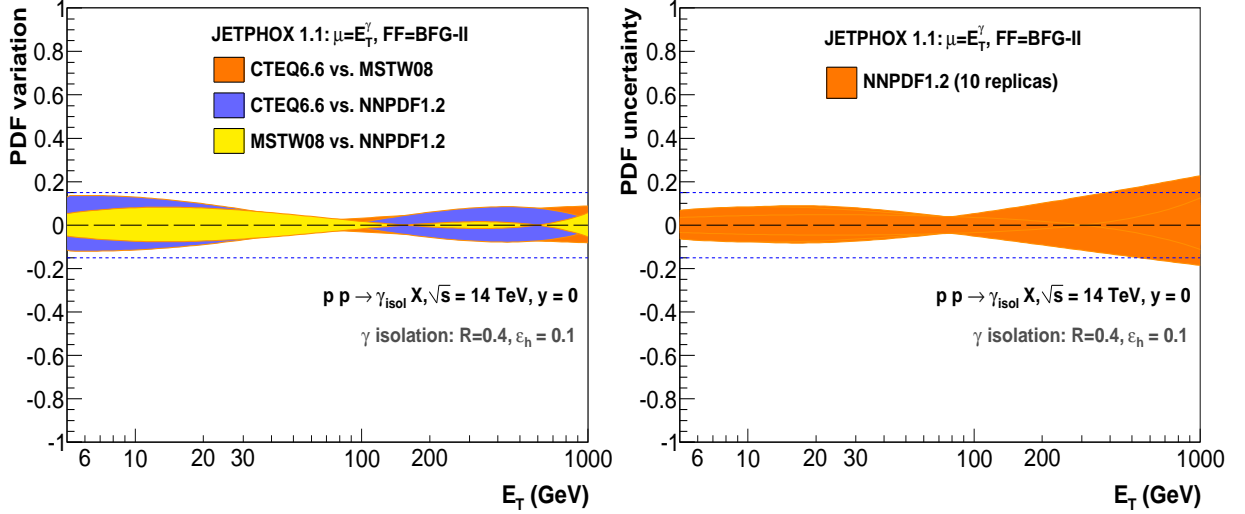 PDF variation
1
0.8
0.6
0.4
0.2
0
-0.2
-0.4
-0.6
-0.8
-1
JETPHOX 1.1: μ=E_T^γ, FF=BFG-II
CTEQ6.6 vs. MSTW08
CTEQ6.6 vs. NNPDF1.2
MSTW08 vs. NNPDF1.2
p p → γ_isol X, √s = 14 TeV, y = 0
γ isolation: R=0.4, ε_h = 0.1
6 10 20 30 100 200 1000
E_T (GeV)
PDF uncertainty
1
0.8
0.6
0.4
0.2
0
-0.2
-0.4
-0.6
-0.8
-1
JETPHOX 1.1: μ=E_T^γ, FF=BFG-II
NNPDF1.2 (10 replicas)
p p → γ_isol X, √s = 14 TeV, y = 0
γ isolation: R=0.4, ε_h = 0.1
6 10 20 30 100 200 1000
E_T (GeV)